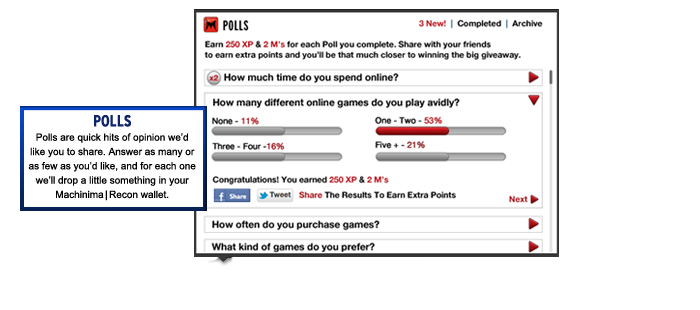 POLLS
3 New! | Completed | Archive
Earn 250 XP & 2 M's for each Poll you complete. Share with your friends
to earn extra points and you'll be that much closer to winning the big giveaway.
x2 How much time do you spend online?
How many different online games do you play avidly?
None - 11%
One - Two - 53%
Three - Four -16%
Five + - 21%
Congratulations! You earned 250 XP & 2 M's
f Share Tweet Share The Results To Earn Extra Points
Next
How often do you purchase games?
What kind of games do you prefer?
POLLS
Polls are quick hits of opinion we'd
like you to share. Answer as many or
as few as you'd like, and for each one
we'll drop a little something in your
Machinima|Recon wallet.